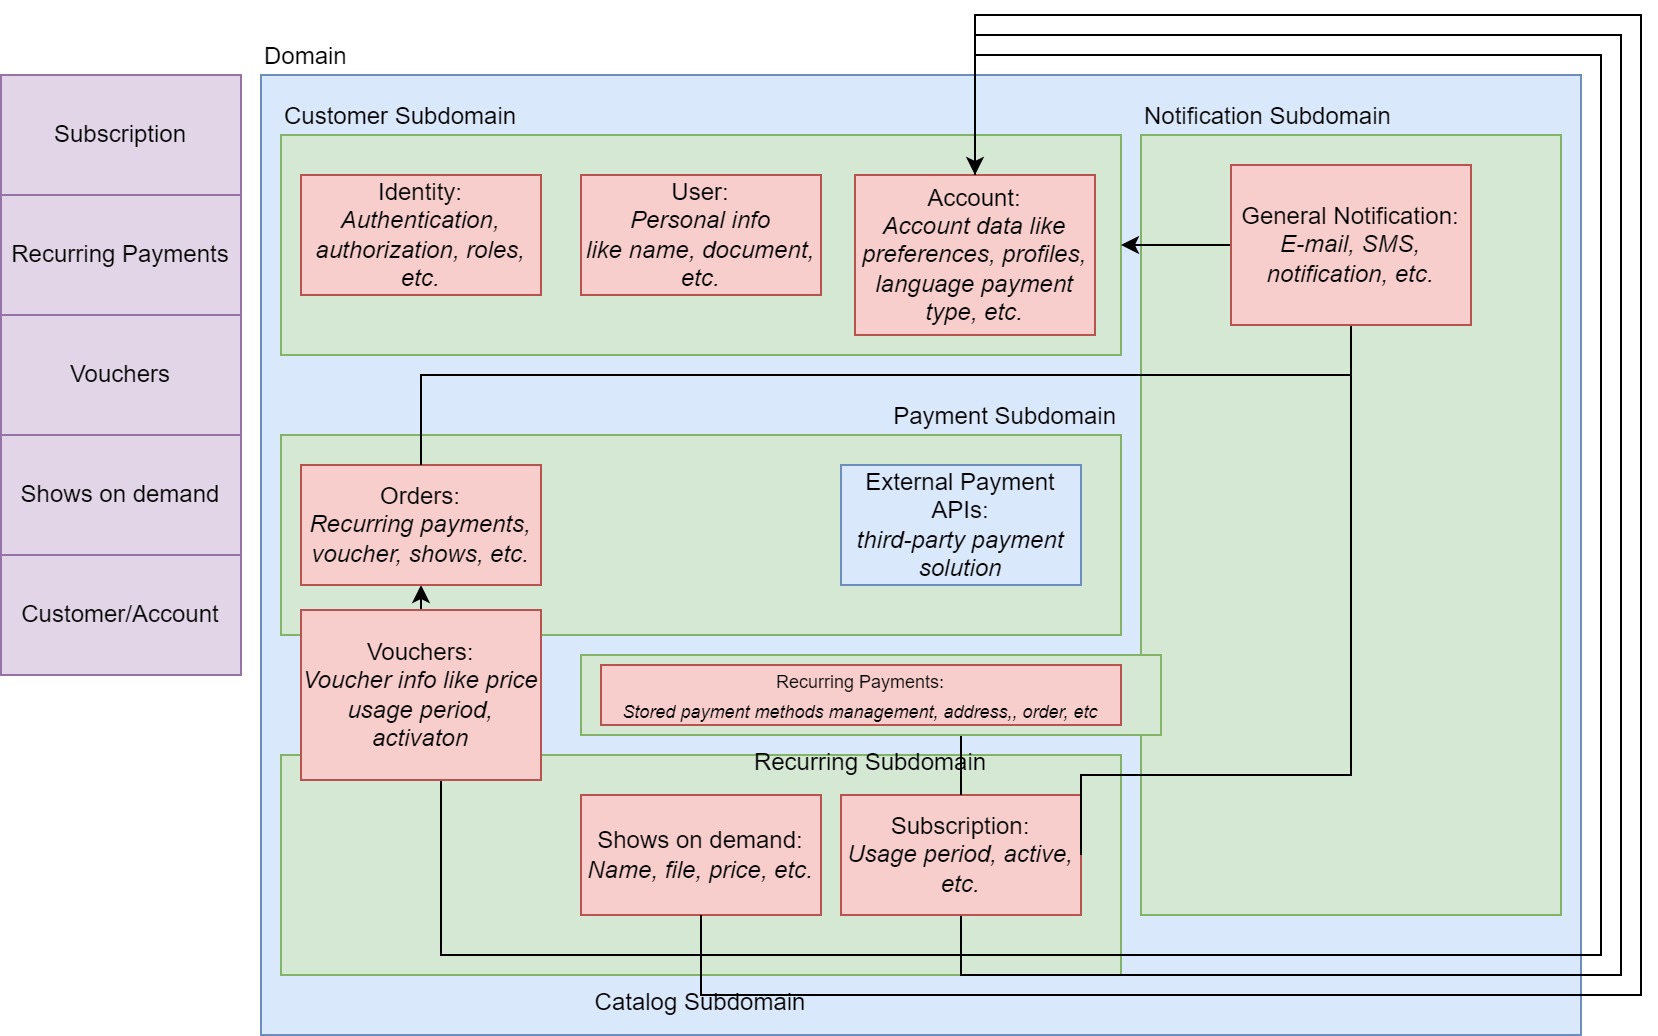 Domain
Subscription
Recurring Payments
Vouchers
Shows on demand
Customer/Account
Customer Subdomain
Identity:
Authentication,
authorization, roles,
etc.
User:
Personal info
like name, document,
etc.
Account:
Account data like
preferences, profiles,
language payment
type, etc.
Notification Subdomain
General Notification:
E-mail, SMS,
notification, etc.
Payment Subdomain
Orders:
Recurring payments,
voucher, shows, etc.
External Payment
APIs:
third-party payment
solution
Vouchers:
Voucher info like price
usage period,
activaton
Recurring Payments:
Stored payment methods management, address,, order, etc
Recurring Subdomain
Shows on demand:
Name, file, price, etc.
Subscription:
Usage period, active,
etc.
Catalog Subdomain